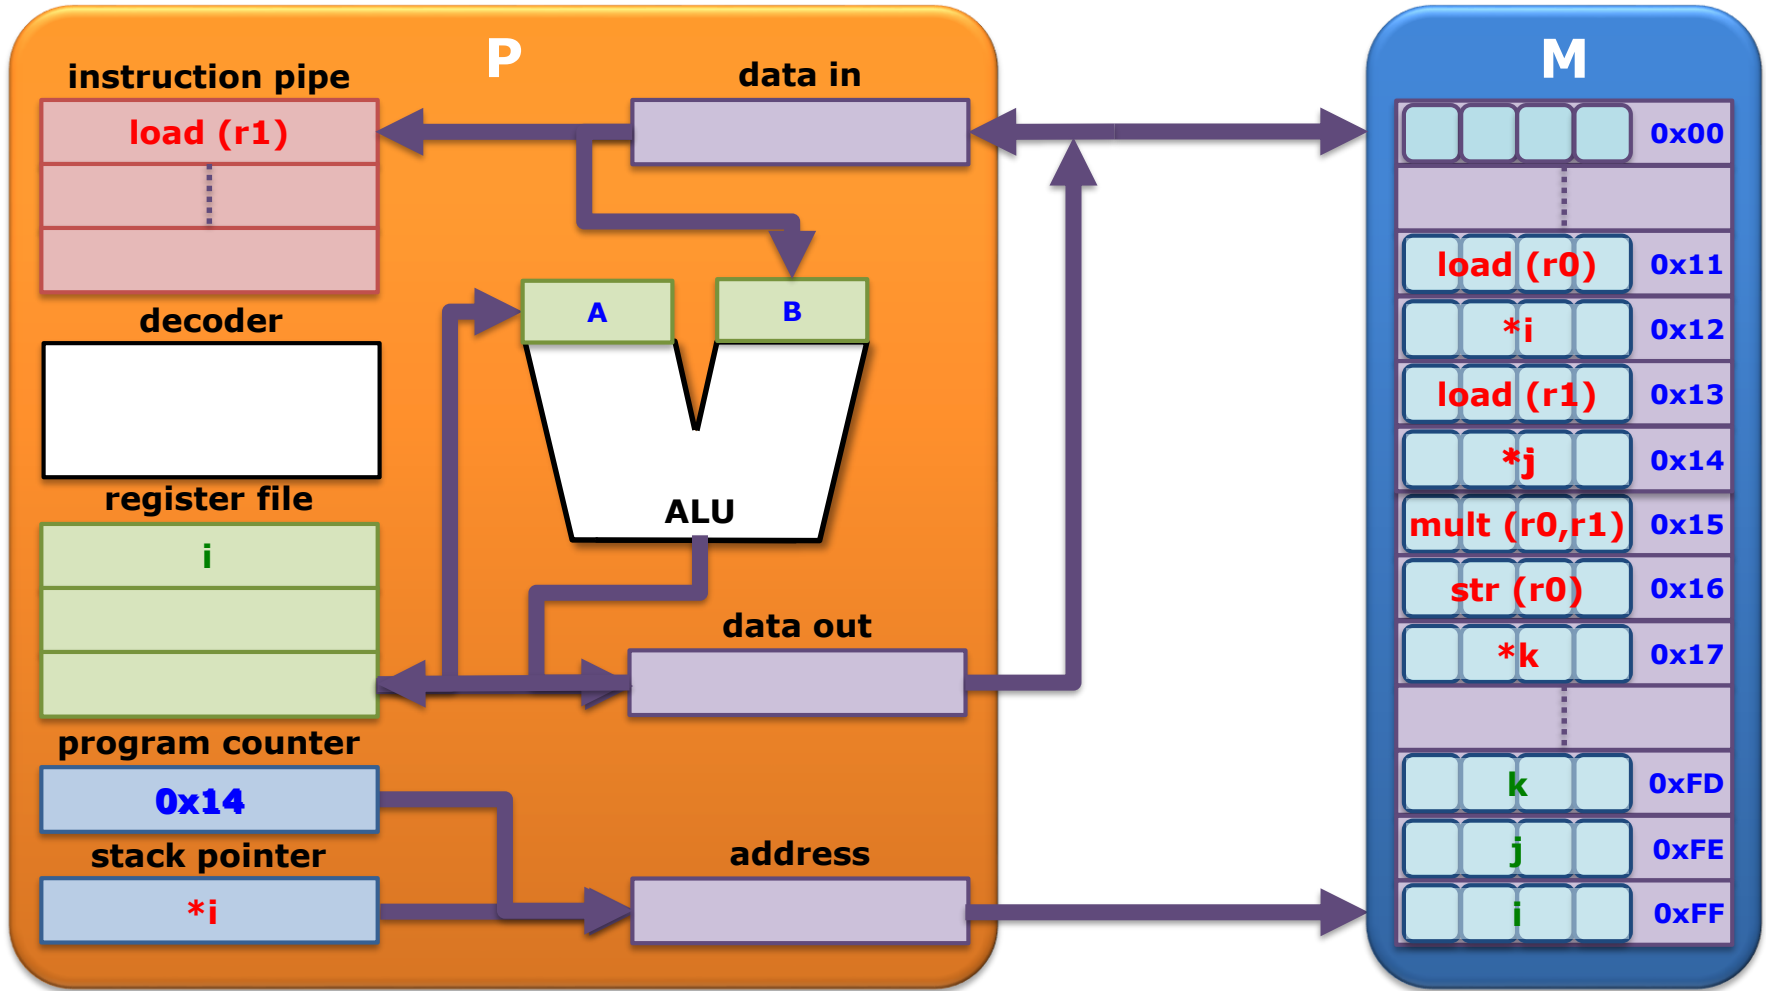 P
instruction pipe
load (r1)
decoder
register file
i
program counter
0x14
stack pointer
*i
data in
A
B
ALU
data out
address
M
0x00
load (r0) 0x11
*i 0x12
load (r1) 0x13
*j 0x14
mult (r0,r1) 0x15
str (r0) 0x16
*k 0x17
k 0xFD
j 0xFE
i 0xFF